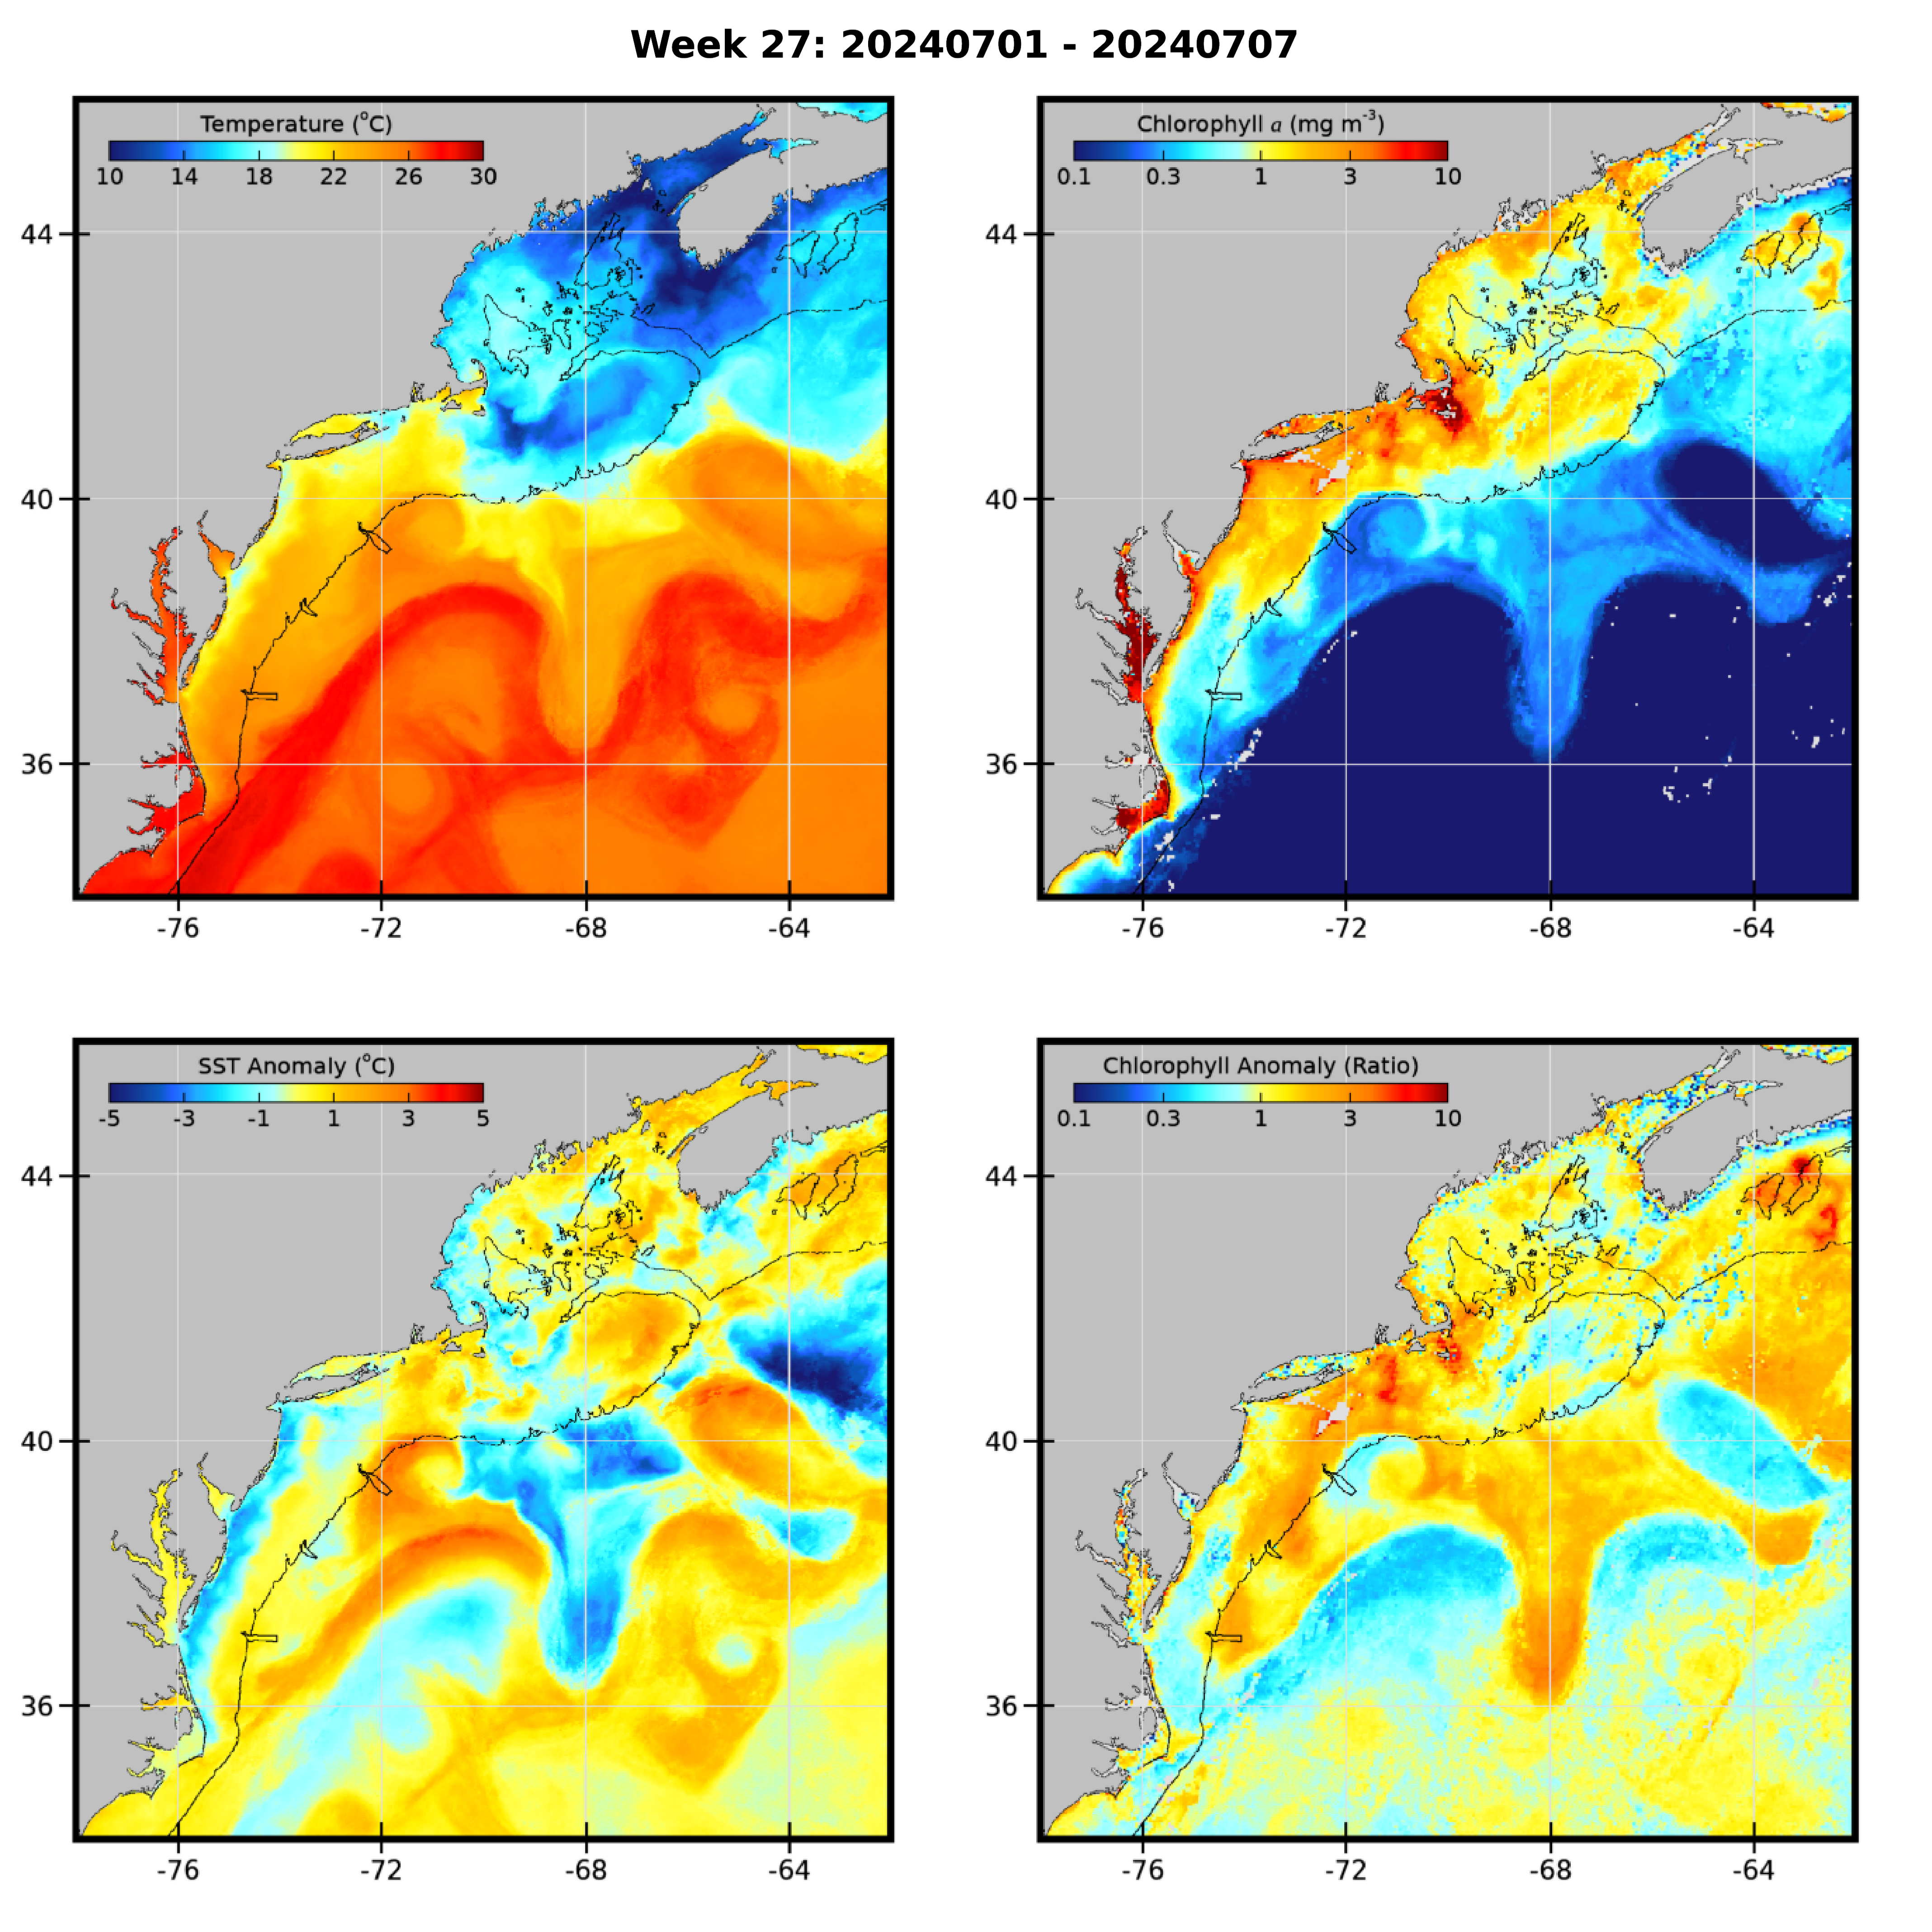 Week 27: 20240701 - 20240707
Temperature (°C)
10 14 18 22 26 30
44
40
36
-76 -72 -68 -64
Chlorophyll a (mg m⁻³)
0.1 0.3 1 3 10
44
40
36
-76 -72 -68 -64
SST Anomaly (°C)
-5 -3 -1 1 3 5
44
40
36
-76 -72 -68 -64
Chlorophyll Anomaly (Ratio)
0.1 0.3 1 3 10
44
40
36
-76 -72 -68 -64